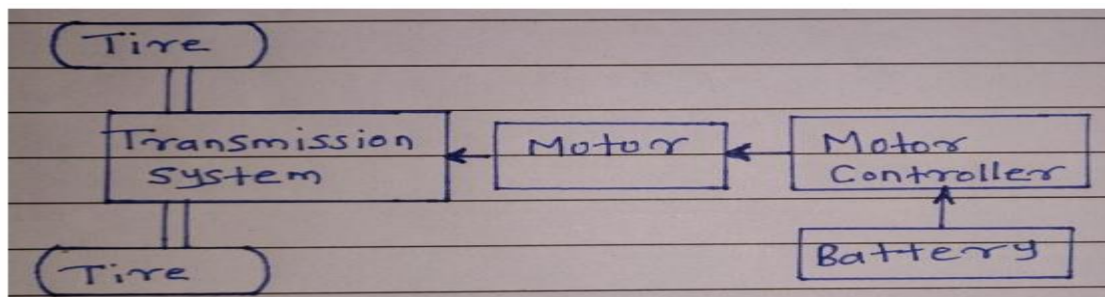 Tire
Transmission
system
Motor
Motor
Controller
Battery
Tire